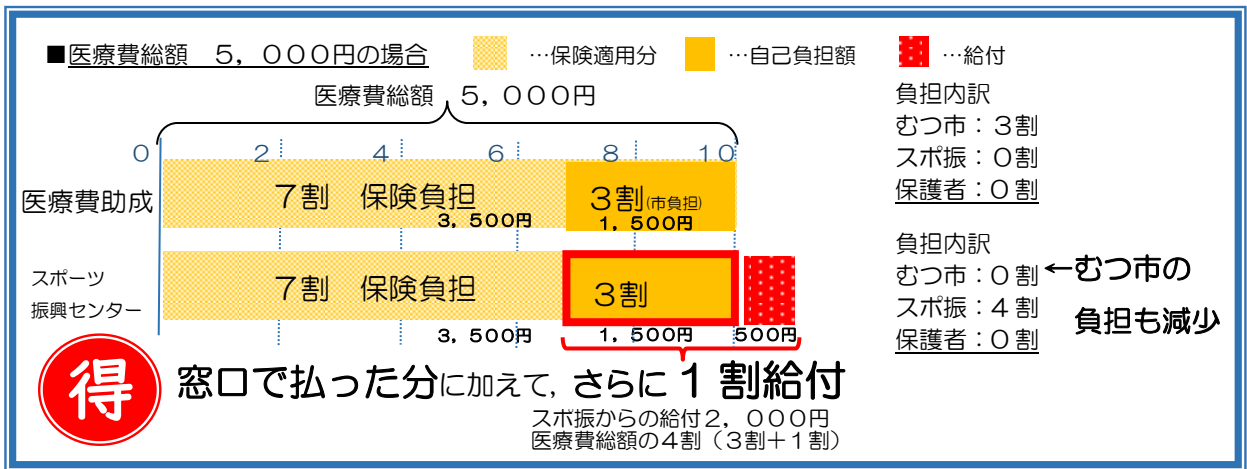 ■医療費総額　５，０００円の場合
…保険適用分
…自己負担額
…給付
医療費総額　５，０００円
０　２　４　６　８　１０
医療費助成
７割　保険負担
３，５００円
３割(市負担)
１，５００円
負担内訳
むつ市：３割
スポ振：０割
保護者：０割
スポーツ
振興センター
７割　保険負担
３，５００円
３割
１，５００円
５００円
負担内訳
むつ市：０割
スポ振：４割
保護者：０割
←むつ市の
負担も減少
得
窓口で払った分に加えて，さらに１割給付
スポ振からの給付２，０００円
医療費総額の４割（３割＋１割）